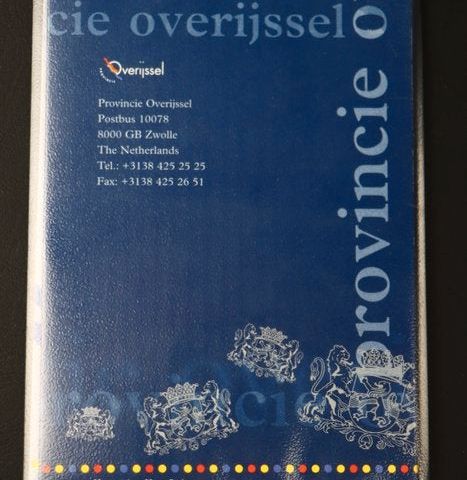 cie overijssel
provincie o
Overijssel
PROVINCIE
Provincie Overijssel
Postbus 10078
8000 GB Zwolle
The Netherlands
Tel.: +3138 425 25 25
Fax: +3138 425 26 51
rovincie